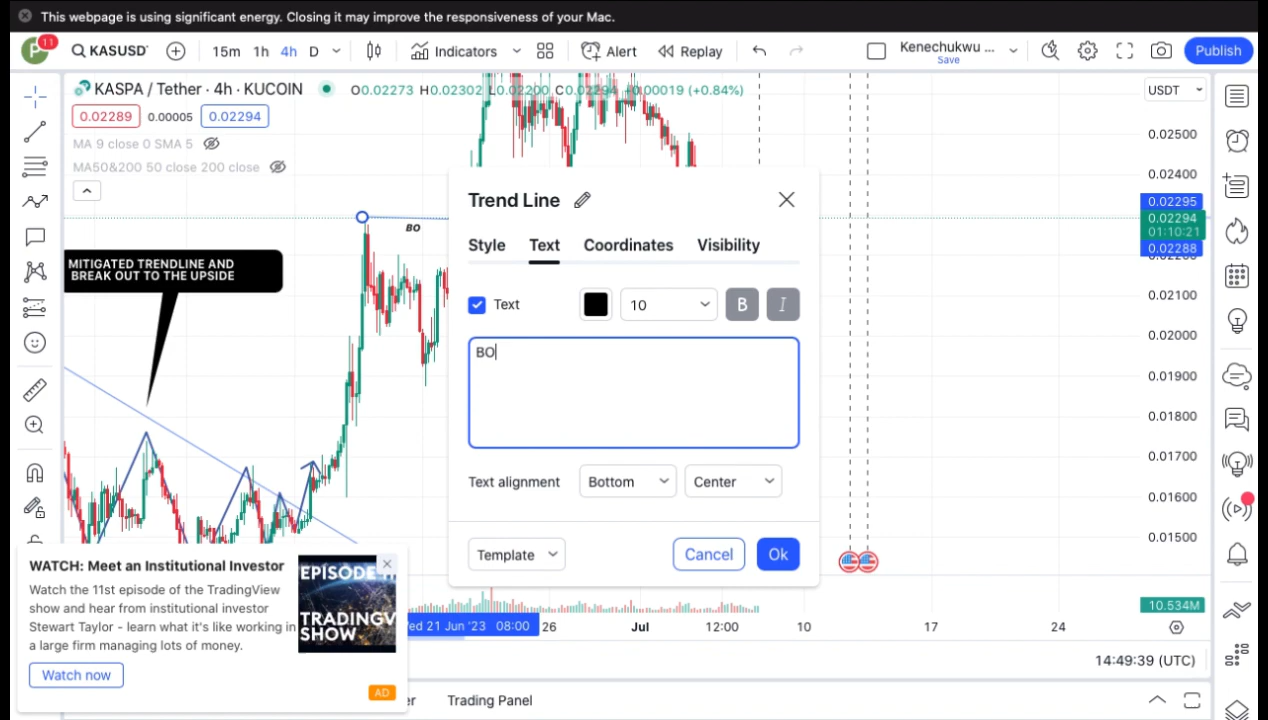 This webpage is using significant energy. Closing it may improve the responsiveness of your Mac.
P 11 KASUSDT 15m 1h 4h D Indicators Alert Replay Kenechukwu ... Save Publish
KASPA / Tether · 4h · KUCOIN O0.02273 H0.02302 L0.02200 C0.02294 +0.00019 (+0.84%) USDT
0.02289 0.00005 0.02294
MA 9 close 0 SMA 5
MA50&200 50 close 200 close
0.02500
0.02400
0.02295
0.02294
01:10:21
0.02288
0.02200
0.02100
0.02000
0.01900
0.01800
0.01700
0.01600
0.01500
10.534M
BO
MITIGATED TRENDLINE AND
BREAK OUT TO THE UPSIDE
Trend Line
Style Text Coordinates Visibility
Text 10 B I
BO
Text alignment Bottom Center
Template Cancel Ok
WATCH: Meet an Institutional Investor
Watch the 11st episode of the TradingView
show and hear from institutional investor
Stewart Taylor - learn what it's like working in
a large firm managing lots of money.
Watch now
AD
EPISODE 11
TRADINGV
SHOW
Wed 21 Jun '23 08:00 26 Jul 12:00 10 17 24
14:49:39 (UTC)
er Trading Panel